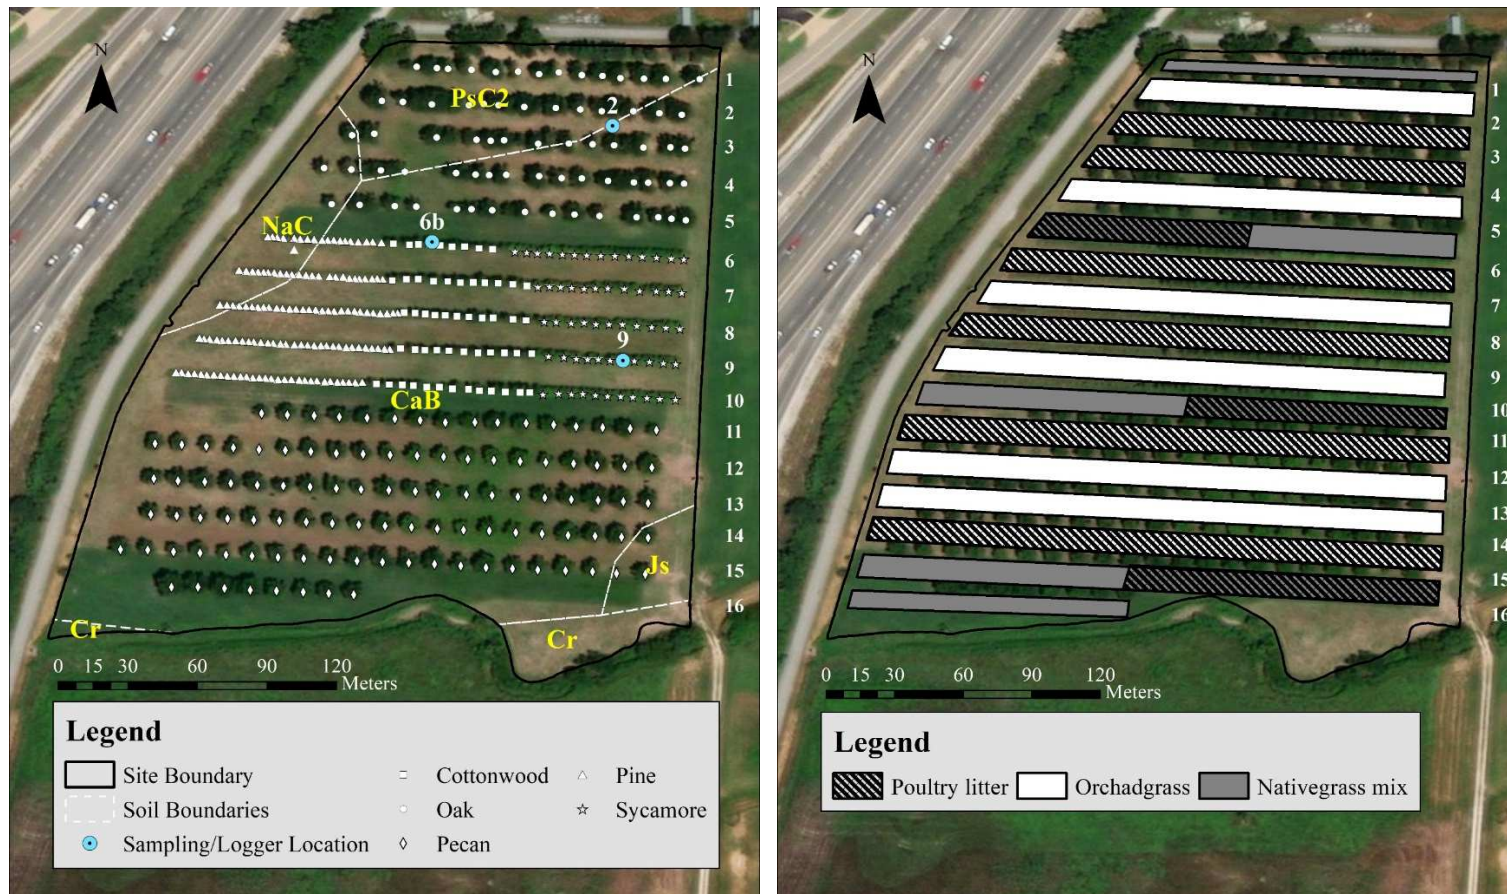 N
1
2
3
4
5
6
7
8
9
10
11
12
13
14
15
16
PsC2
2
NaC
6b
9
CaB
Js
Cr
Cr
0 15 30 60 90 120
Meters
Legend
Site Boundary
Soil Boundaries
Sampling/Logger Location
Cottonwood
Oak
Pecan
Pine
Sycamore
N
1
2
3
4
5
6
7
8
9
10
11
12
13
14
15
16
0 15 30 60 90 120
Meters
Legend
Poultry litter Orchadgrass Nativegrass mix